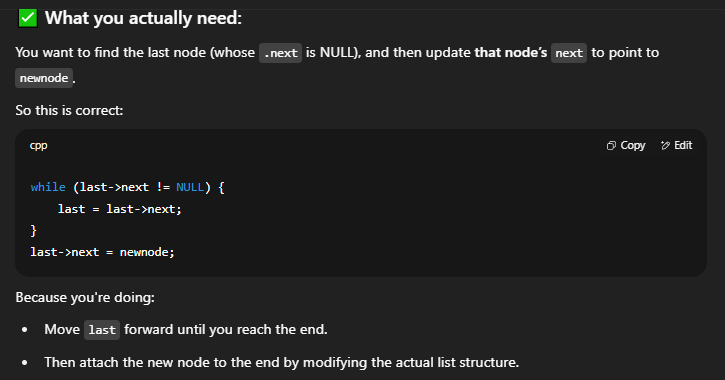 ✅ What you actually need:
You want to find the last node (whose .next is NULL), and then update that node's next to point to
newnode.
So this is correct:
cpp
Copy Edit
while (last->next != NULL) {
    last = last->next;
}
last->next = newnode;
Because you're doing:
• Move last forward until you reach the end.
• Then attach the new node to the end by modifying the actual list structure.